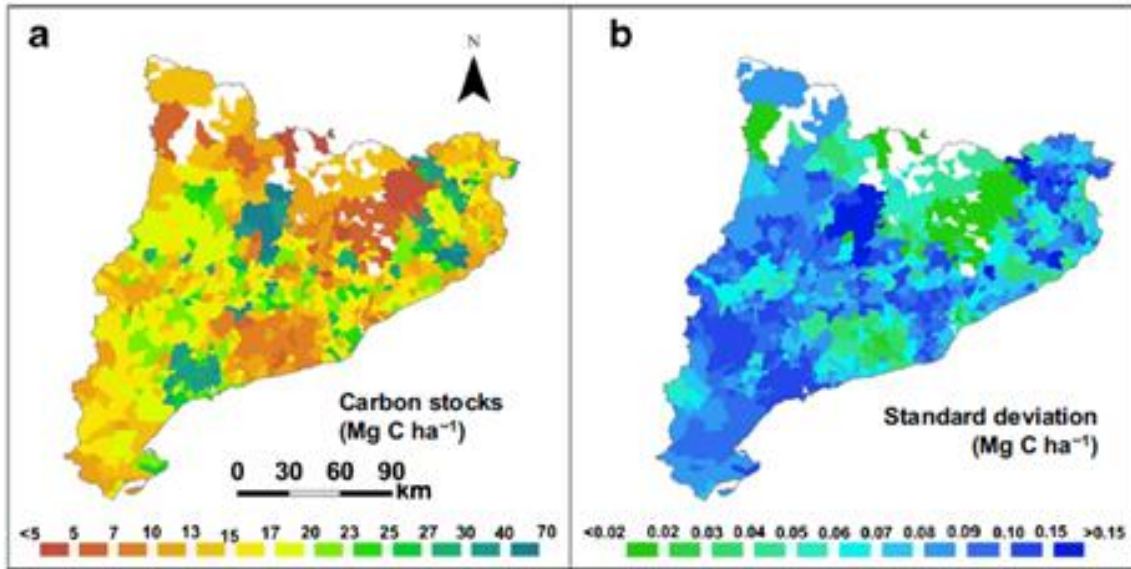 a
N
Carbon stocks
(Mg C ha⁻¹)
0 30 60 90
km
<5 5 7 10 13 15 17 20 23 25 27 30 40 70
b
Standard deviation
(Mg C ha⁻¹)
<0.02 0.02 0.03 0.04 0.05 0.06 0.07 0.08 0.09 0.10 0.15 >0.15